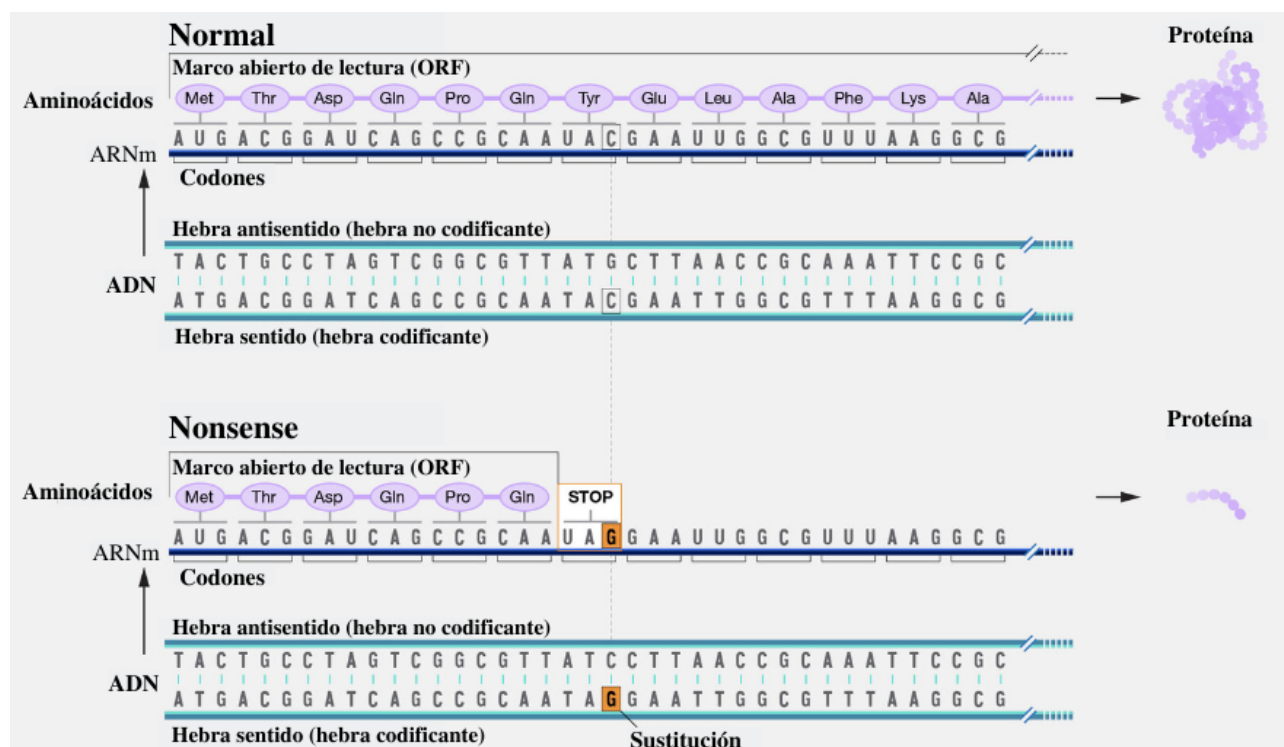 Normal
Proteína
Marco abierto de lectura (ORF)
Aminoácidos Met Thr Asp Gln Pro Gln Tyr Glu Leu Ala Phe Lys Ala
ARNm A U G A C G G A U C A G C C G C A A U A C G A A U U G G C G U U U A A G G C G
Codones
Hebra antisentido (hebra no codificante)
T A C T G C C T A G T C G G C G T T A T G C T T A A C C G C A A A T T C C G C
ADN
A T G A C G G A T C A G C C G C A A T A C G A A T T G G C G T T T A A G G C G
Hebra sentido (hebra codificante)
Nonsense
Proteína
Marco abierto de lectura (ORF)
Aminoácidos Met Thr Asp Gln Pro Gln STOP
ARNm A U G A C G G A U C A G C C G C A A U A G G A A U U G G C G U U U A A G G C G
Codones
Hebra antisentido (hebra no codificante)
T A C T G C C T A G T C G G C G T T A T C C T T A A C C G C A A A T T C C G C
ADN
A T G A C G G A T C A G C C G C A A T A G G A A T T G G C G T T T A A G G C G
Hebra sentido (hebra codificante)
Sustitución